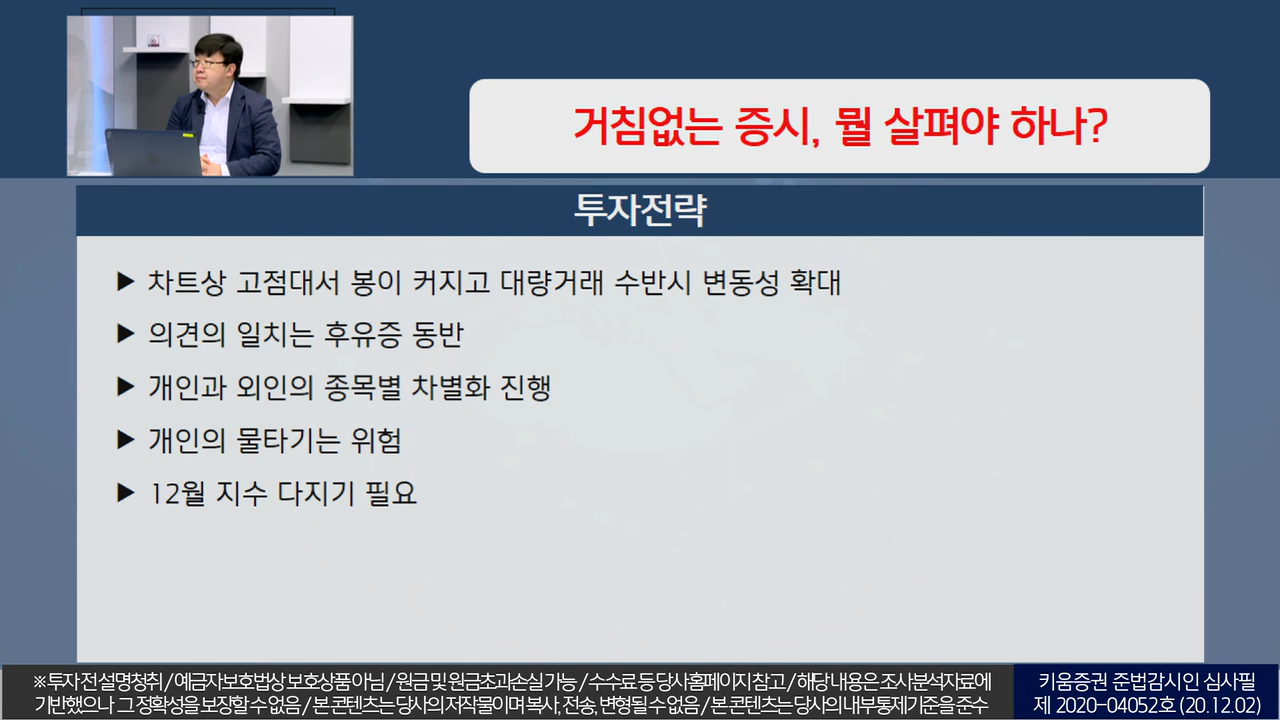 거침없는 증시, 뭘 살펴야 하나?
투자전략
▶ 차트상 고점대서 봉이 커지고 대량거래 수반시 변동성 확대
▶ 의견의 일치는 후유증 동반
▶ 개인과 외인의 종목별 차별화 진행
▶ 개인의 물타기는 위험
▶ 12월 지수 다지기 필요
※ 투자 전 설명청취 / 예금자보호법상 보호상품 아님 / 원금 및 원금초과손실 가능 / 수수료 등 당사홈페이지 참고 / 해당 내용은 조사분석자료에
기반했으나 그 정확성을 보장할 수 없음 / 본 콘텐츠는 당사의 저작물이며 복사, 전송, 변형될 수 없음 / 본 콘텐츠는 당사의 내부통제기준을 준수
키움증권 준법감시인 심사필
제 2020-04052호 (20.12.02)